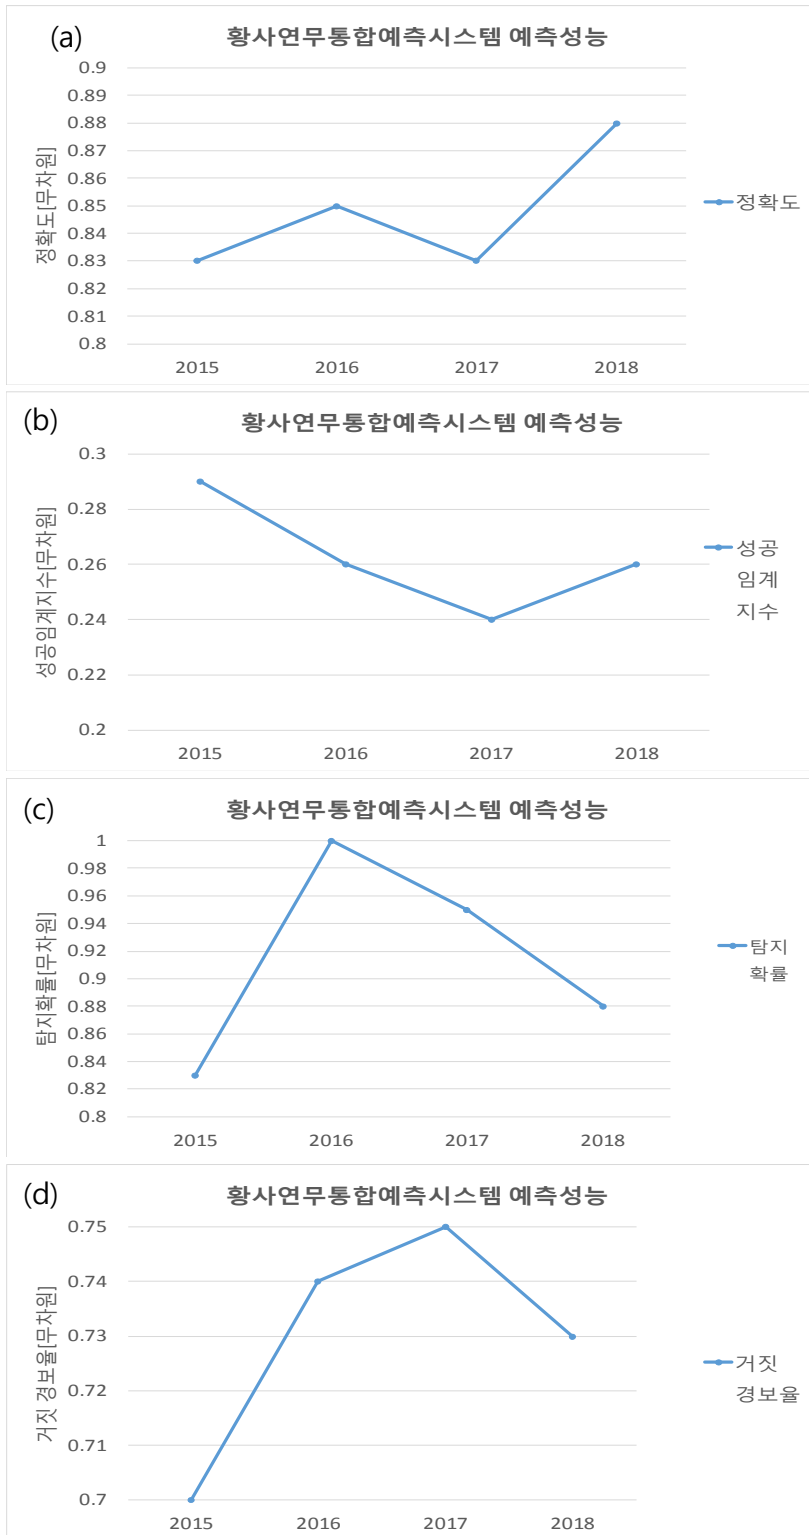 (a)
황사연무통합예측시스템 예측성능
정확도[무차원]
0.9
0.89
0.88
0.87
0.86
0.85
0.84
0.83
0.82
0.81
0.8
2015 2016 2017 2018
정확도
(b)
황사연무통합예측시스템 예측성능
성공임계지수[무차원]
0.3
0.28
0.26
0.24
0.22
0.2
2015 2016 2017 2018
성공
임계
지수
(c)
황사연무통합예측시스템 예측성능
탐지확률[무차원]
1
0.98
0.96
0.94
0.92
0.9
0.88
0.86
0.84
0.82
0.8
2015 2016 2017 2018
탐지
확률
(d)
황사연무통합예측시스템 예측성능
거짓 경보율[무차원]
0.75
0.74
0.73
0.72
0.71
0.7
2015 2016 2017 2018
거짓
경보율